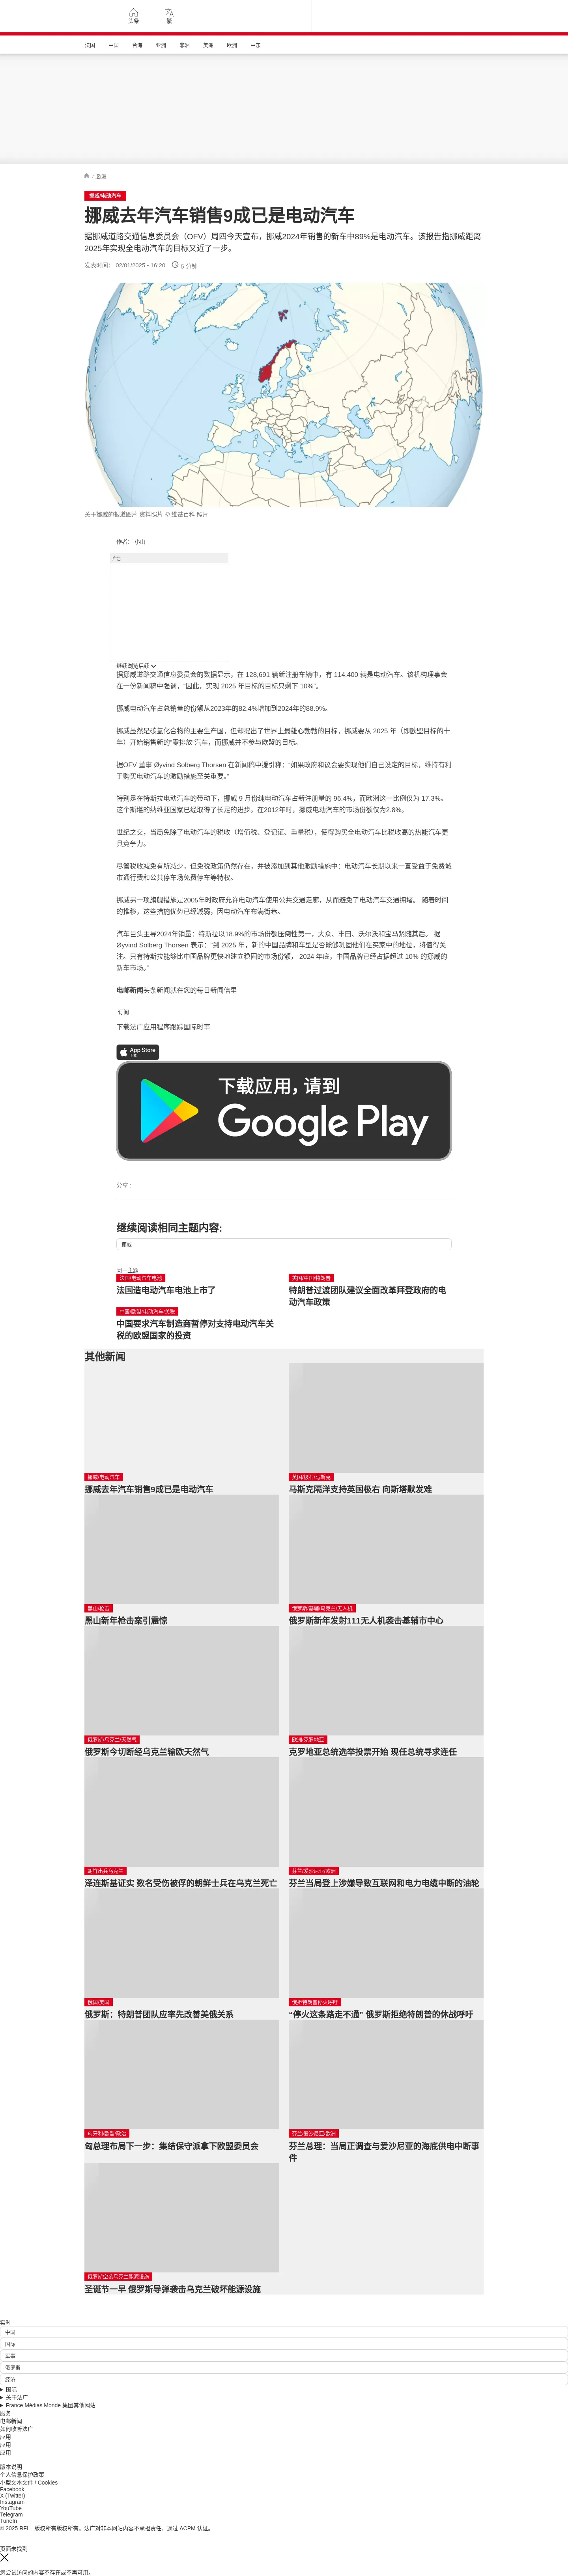 头条
繁
法国
中国
台海
亚洲
非洲
美洲
欧洲
中东
/ 欧洲
挪威/电动汽车
挪威去年汽车销售9成已是电动汽车
据挪威道路交通信息委员会（OFV）周四今天宣布，挪威2024年销售的新车中89%是电动汽车。该报告指挪威距离
2025年实现全电动汽车的目标又近了一步。
发表时间： 02/01/2025 - 16:20
5 分钟
关于挪威的报道图片 资料照片 © 维基百科 照片
作者： 小山
广告
继续浏览后续
据挪威道路交通信息委员会的数据显示，在 128,691 辆新注册车辆中，有 114,400 辆是电动汽车。该机构理事会
在一份新闻稿中强调，“因此，实现 2025 年目标的目标只剩下 10%”。
挪威电动汽车占总销量的份额从2023年的82.4%增加到2024年的88.9%。
挪威虽然是碳氢化合物的主要生产国，但却提出了世界上最雄心勃勃的目标，挪威要从 2025 年（即欧盟目标的十
年）开始销售新的“零排放”汽车，而挪威并不参与欧盟的目标。
据OFV 董事 Øyvind Solberg Thorsen 在新闻稿中援引称：“如果政府和议会要实现他们自己设定的目标，维持有利
于购买电动汽车的激励措施至关重要。”
特别是在特斯拉电动汽车的带动下，挪威 9 月份纯电动汽车占新注册量的 96.4%，而欧洲这一比例仅为 17.3%。
这个斯堪的纳维亚国家已经取得了长足的进步。在2012年时，挪威电动汽车的市场份额仅为2.8%。
世纪之交，当局免除了电动汽车的税收（增值税、登记证、重量税），使得购买全电动汽车比税收高的热能汽车更
具竞争力。
尽管税收减免有所减少，但免税政策仍然存在，并被添加到其他激励措施中：电动汽车长期以来一直受益于免费城
市通行费和公共停车场免费停车等特权。
挪威另一项旗舰措施是2005年时政府允许电动汽车使用公共交通走廊，从而避免了电动汽车交通拥堵。 随着时间
的推移，这些措施优势已经减弱，因电动汽车布满街巷。
汽车巨头主导2024年销量：特斯拉以18.9%的市场份额压倒性第一，大众、丰田、沃尔沃和宝马紧随其后。 据
Øyvind Solberg Thorsen 表示：“到 2025 年，新的中国品牌和车型是否能够巩固他们在买家中的地位，将值得关
注。只有特斯拉能够比中国品牌更快地建立稳固的市场份额， 2024 年底，中国品牌已经占据超过 10% 的挪威的
新车市场。”
电邮新闻头条新闻就在您的每日新闻信里
订阅
下载法广应用程序跟踪国际时事
App Store
下载
下载应用，请到
Google Play
分享 :
继续阅读相同主题内容:
挪威
同一主题
法国/电动汽车电池
法国造电动汽车电池上市了
美国/中国/特朗普
特朗普过渡团队建议全面改革拜登政府的电
动汽车政策
中国/欧盟/电动汽车/关税
中国要求汽车制造商暂停对支持电动汽车关
税的欧盟国家的投资
其他新闻
挪威/电动汽车
挪威去年汽车销售9成已是电动汽车
英国/极右/马斯克
马斯克隔洋支持英国极右 向斯塔默发难
黑山/枪击
黑山新年枪击案引震惊
俄罗斯/基辅/乌克兰/无人机
俄罗斯新年发射111无人机袭击基辅市中心
俄罗斯/乌克兰/天然气
俄罗斯今切断经乌克兰输欧天然气
欧洲/克罗地亚
克罗地亚总统选举投票开始 现任总统寻求连任
朝鲜出兵乌克兰
泽连斯基证实 数名受伤被俘的朝鲜士兵在乌克兰死亡
芬兰/爱沙尼亚/欧洲
芬兰当局登上涉嫌导致互联网和电力电缆中断的油轮
俄国/美国
俄罗斯：特朗普团队应率先改善美俄关系
俄拒特朗普停火呼吁
“停火这条路走不通” 俄罗斯拒绝特朗普的休战呼吁
匈牙利/欧盟/政治
匈总理布局下一步：集结保守派拿下欧盟委员会
芬兰/爱沙尼亚/欧洲
芬兰总理：当局正调查与爱沙尼亚的海底供电中断事
件
俄罗斯空袭乌克兰能源设施
圣诞节一早 俄罗斯导弹袭击乌克兰破坏能源设施
实时
中国
国际
军事
俄罗斯
经济
国际
关于法广
France Médias Monde 集团其他网站
服务
电邮新闻
如何收听法广
应用
应用
应用
版本说明
个人信息保护政策
小型文本文件 / Cookies
Facebook
X (Twitter)
Instagram
YouTube
Telegram
TuneIn
© 2025 RFI – 版权所有版权所有，法广对非本网站内容不承担责任。通过 ACPM 认证。
页面未找到
您尝试访问的内容不存在或不再可用。